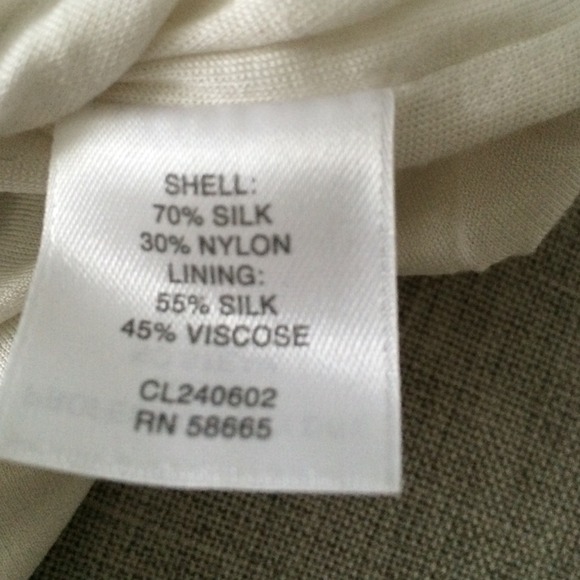 SHELL:
70% SILK
30% NYLON
LINING:
55% SILK
45% VISCOSE
CL240602
RN 58665